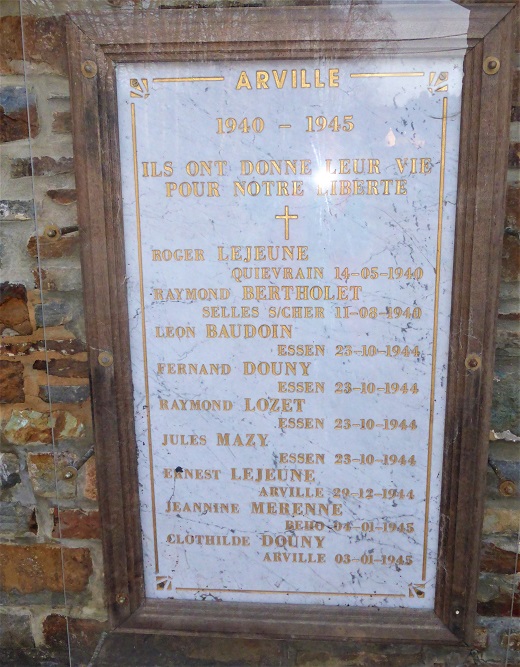 ARVILLE
1940 - 1945
ILS ONT DONNE LEUR VIE
POUR NOTRE LIBERTE
ROGER LEJEUNE
QUIEVRAIN 14-05-1940
RAYMOND BERTHOLET
SELLES S/CHER 11-08-1940
LEON BAUDOIN
ESSEN 23-10-1944
FERNAND DOUNY
ESSEN 23-10-1944
RAYMOND LOZET
ESSEN 23-10-1944
JULES MAZY
ESSEN 23-10-1944
ERNEST LEJEUNE
ARVILLE 29-12-1944
JEANNINE MERENNE
BEHO 04-01-1945
CLOTHILDE DOUNY
ARVILLE 03-01-1945